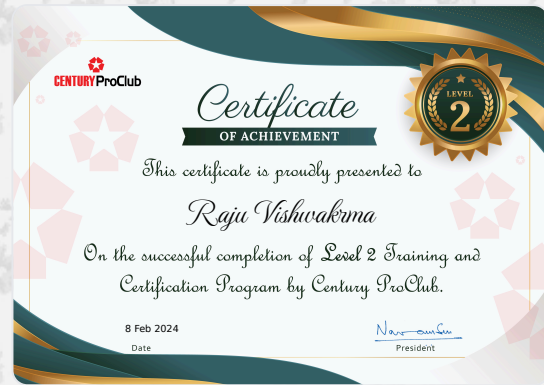 CENTURY ProClub
LEVEL
2
Certificate
OF ACHIEVEMENT
This certificate is proudly presented to
Raju Vishwakrma
On the successful completion of Level 2 Training and
Certification Program by Century ProClub.
8 Feb 2024
Date
President